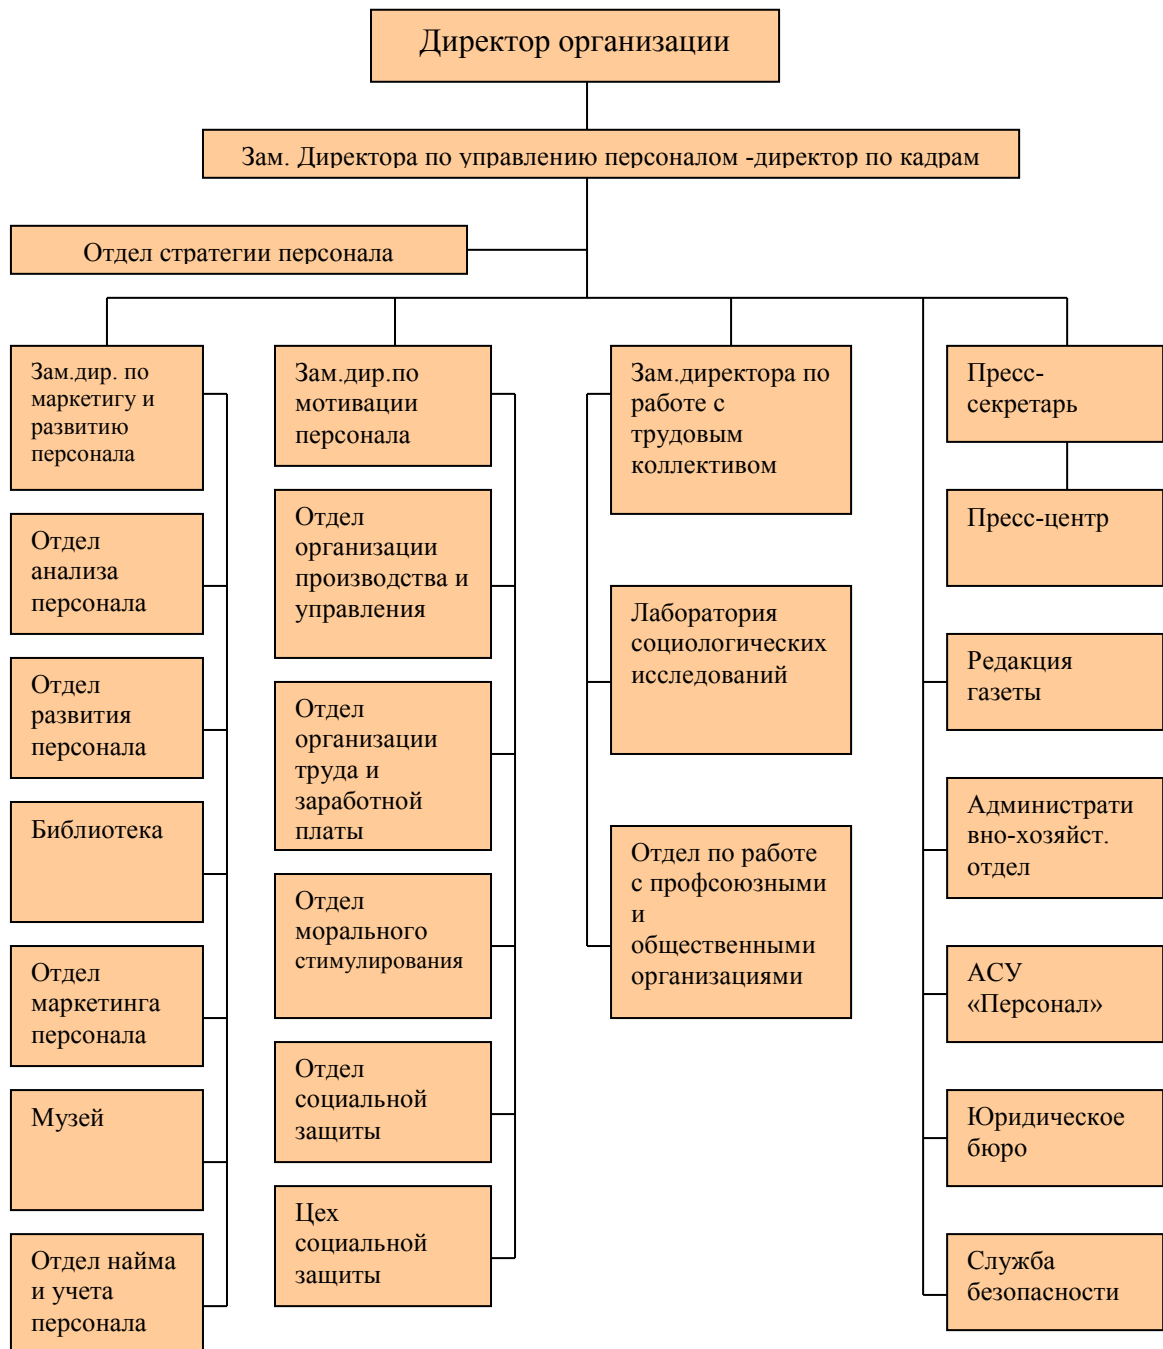 Директор организации
Зам. Директора по управлению персоналом -директор по кадрам
Отдел стратегии персонала
Зам.дир. по
маркетигу и
развитию
персонала
Отдел
анализа
персонала
Отдел
развития
персонала
Библиотека
Отдел
маркетинга
персонала
Музей
Отдел найма
и учета
персонала
Зам.дир.по
мотивации
персонала
Отдел
организации
производства и
управления
Отдел
организации
труда и
заработной
платы
Отдел
морального
стимулирования
Отдел
социальной
защиты
Цех
социальной
защиты
Зам.директора по
работе с
трудовым
коллективом
Лаборатория
социологических
исследований
Отдел по работе
с профсоюзными
и
общественными
организациями
Пресс-
секретарь
Пресс-центр
Редакция
газеты
Администрати
вно-хозяйст.
отдел
АСУ
«Персонал»
Юридическое
бюро
Служба
безопасности